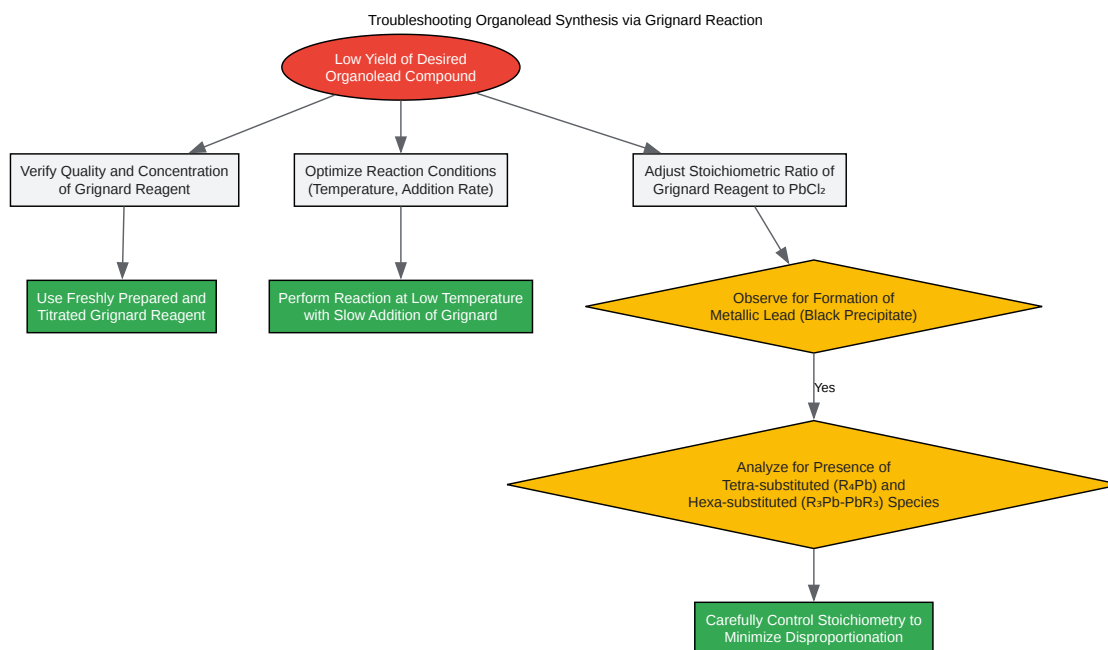 Troubleshooting Organolead Synthesis via Grignard Reaction
Low Yield of Desired
Organolead Compound
Verify Quality and Concentration
of Grignard Reagent
Optimize Reaction Conditions
(Temperature, Addition Rate)
Adjust Stoichiometric Ratio of
Grignard Reagent to PbCl₂
Use Freshly Prepared and
Titrated Grignard Reagent
Perform Reaction at Low Temperature
with Slow Addition of Grignard
Observe for Formation of
Metallic Lead (Black Precipitate)
Yes
Analyze for Presence of
Tetra-substituted (R₄Pb) and
Hexa-substituted (R₃Pb-PbR₃) Species
Carefully Control Stoichiometry to
Minimize Disproportionation